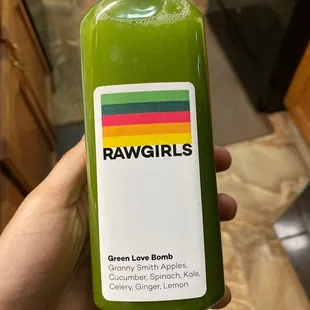 RAWGIRLS
Green Love Bomb
Granny Smith Apples,
Cucumber, Spinach, Kale,
Celery, Ginger, Lemon